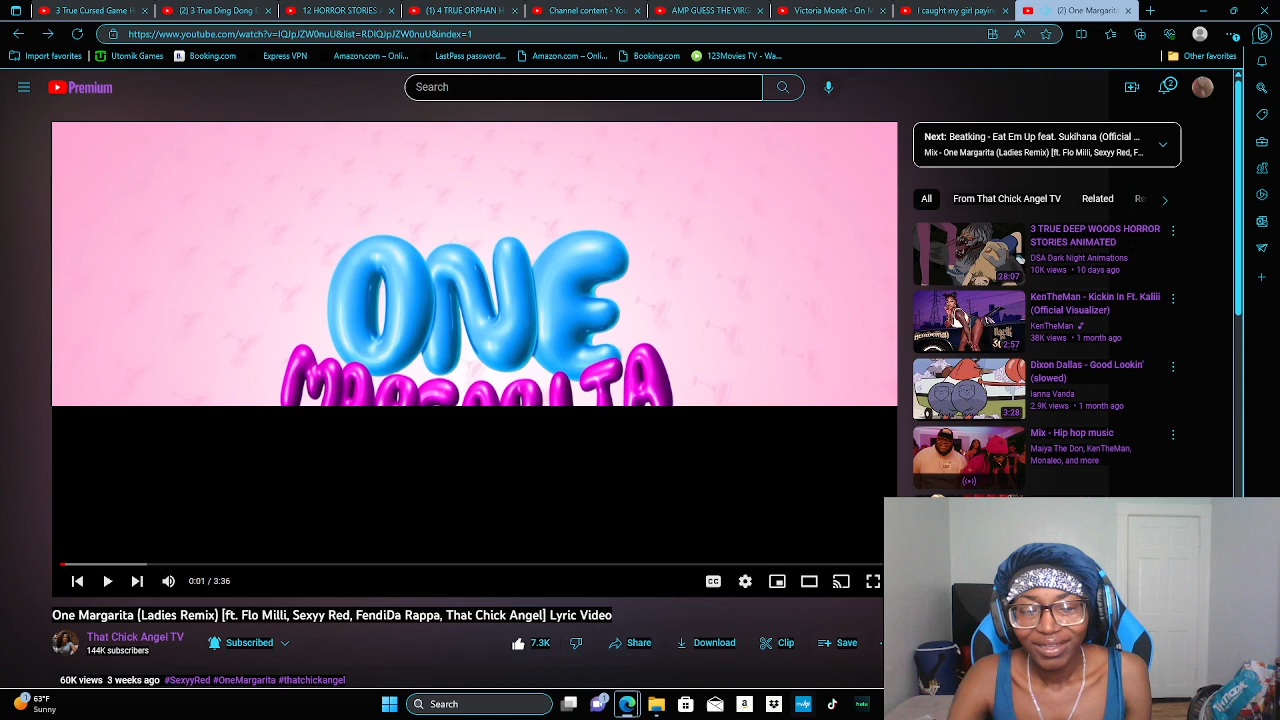 3 True Cursed Game H
(2) 3 True Ding Dong D
12 HORROR STORIES A
(1) 4 TRUE ORPHAN H
Channel content - You
AMP GUESS THE VIRG
Victoria Monét - On M
I caught my girl paying
(2) One Margarita
https://www.youtube.com/watch?v=IQJpJZW0nuU&list=RDIQJpJZW0nuU&index=1
Import favorites
Utomik Games
Booking.com
Express VPN
Amazon.com – Onli...
LastPass password...
Amazon.com – Onli...
Booking.com
123Movies TV - Wa...
Other favorites
Premium
Search
2
Next: Beatking - Eat Em Up feat. Sukihana (Official ...
Mix - One Margarita (Ladies Remix) [ft. Flo Milli, Sexyy Red, F...
All
From That Chick Angel TV
Related
Re
ONE
MARGARITA
3 TRUE DEEP WOODS HORROR
STORIES ANIMATED
DSA Dark Night Animations
10K views • 10 days ago
28:07
KenTheMan - Kickin In Ft. Kaliii
(Official Visualizer)
KenTheMan
38K views • 1 month ago
2:57
Dixon Dallas - Good Lookin'
(slowed)
Ianna Vanda
2.9K views • 1 month ago
3:28
Mix - Hip hop music
Maiya The Don, KenTheMan,
Monaleo, and more
0:01 / 3:36
CC
One Margarita (Ladies Remix) [ft. Flo Milli, Sexyy Red, FendiDa Rappa, That Chick Angel] Lyric Video
That Chick Angel TV
144K subscribers
Subscribed
7.3K
Share
Download
Clip
Save
60K views 3 weeks ago #SexyyRed #OneMargarita #thatchickangel
63°F
Sunny
Search
hulu